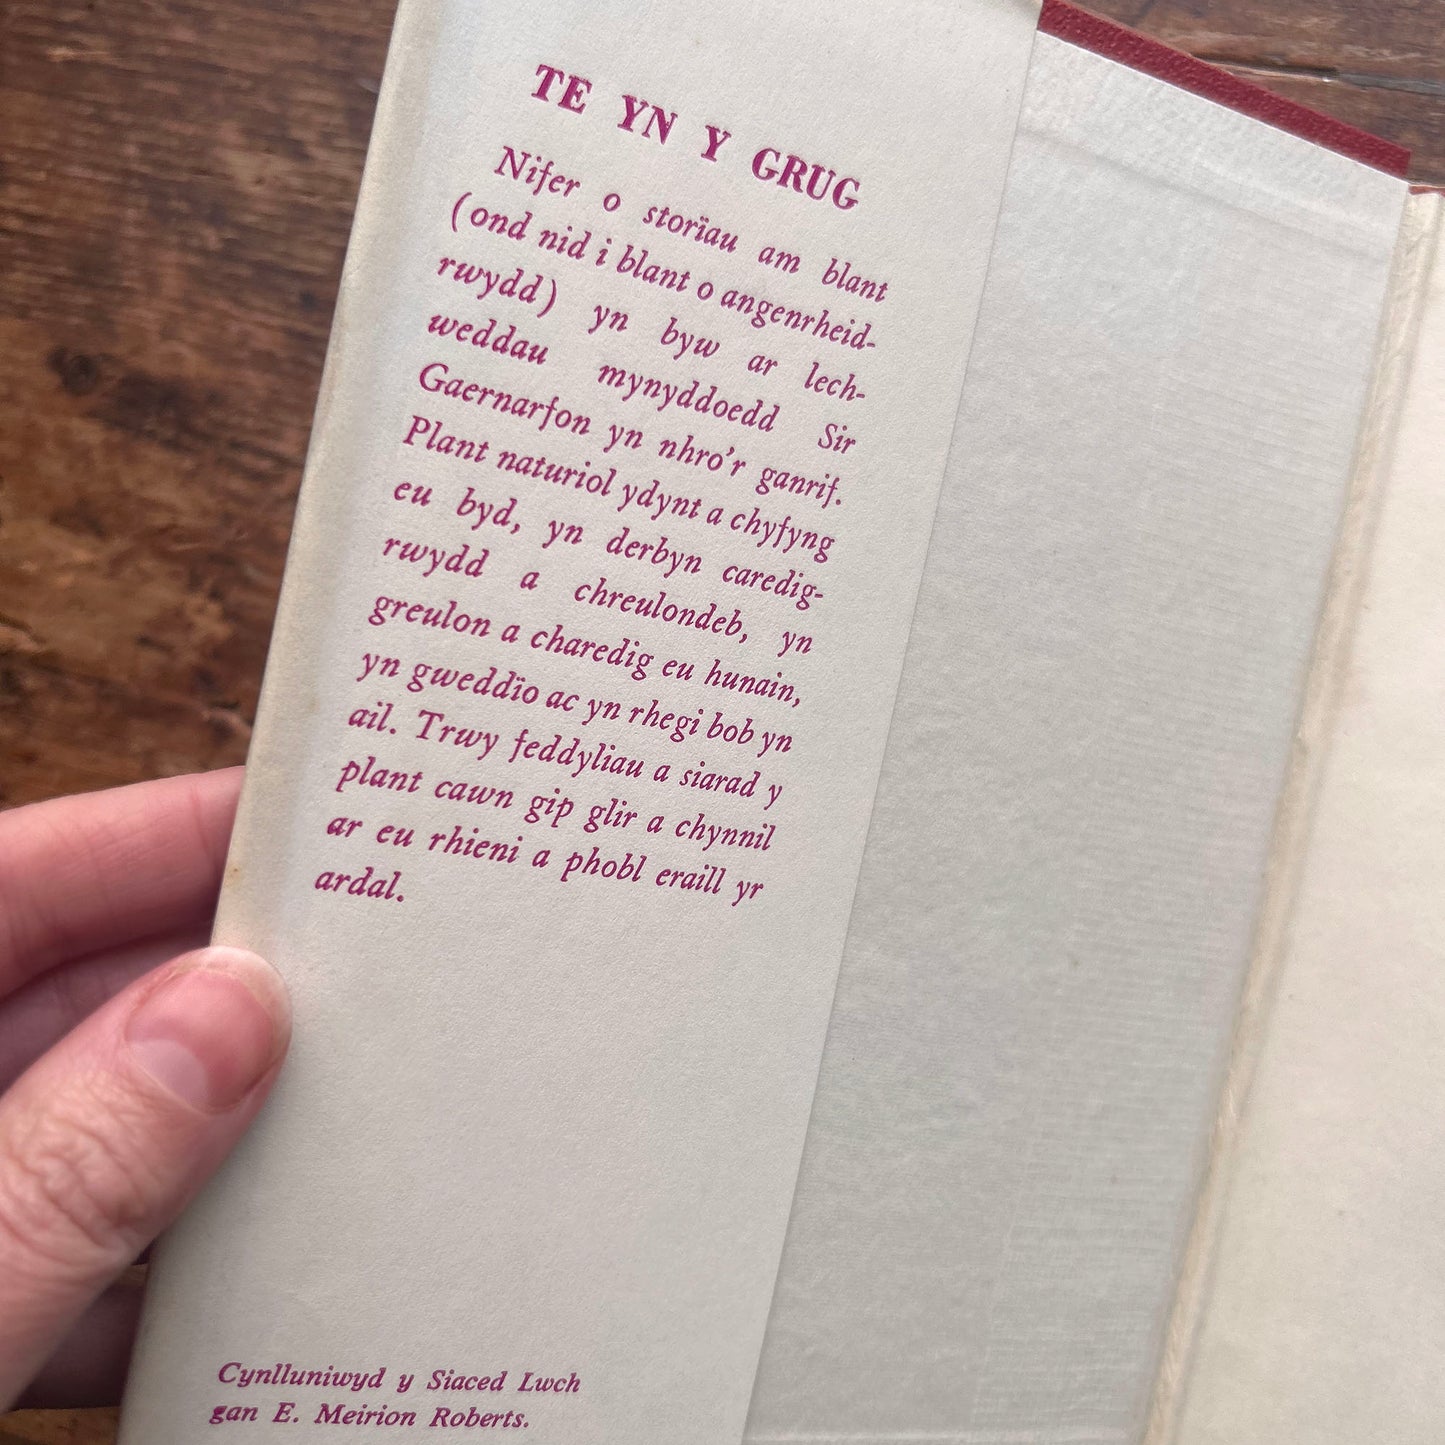 TE YN Y GRUG
Nifer o storïau am blant
(ond nid i blant o angenrheid-
rwydd) yn byw ar lech-
weddau mynyddoedd Sir
Gaernarfon yn nhro'r ganrif.
Plant naturiol ydynt a chyfyng
eu byd, yn derbyn caredig-
rwydd a chreulondeb, yn
greulon a charedig eu hunain,
yn gweddïo ac yn rhegi bob yn
ail. Trwy feddyliau a siarad y
plant cawn gip glir a chynnil
ar eu rhieni a phobl eraill yr
ardal.
Cynlluniwyd y Siaced Lwch
gan E. Meirion Roberts.